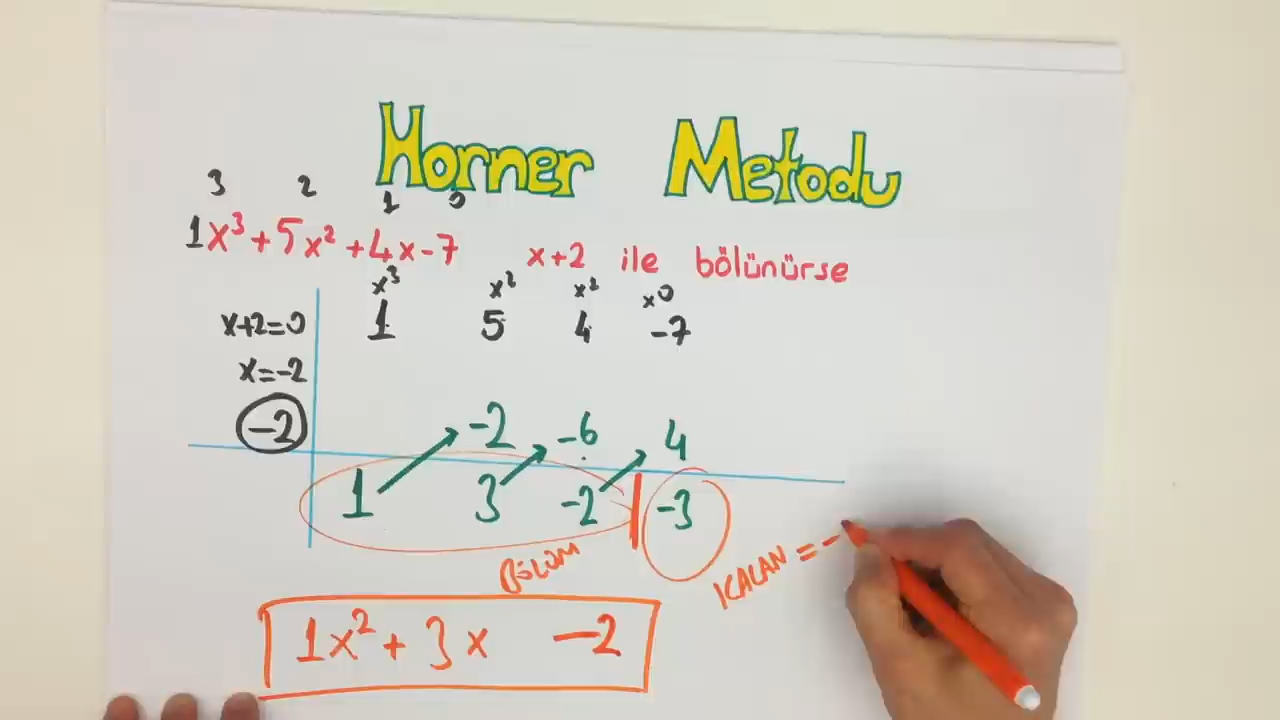 Horner Metodu
3 2 1 0
1x³+5x²+4x-7 x+2 ile bölünürse
x³ x² x¹ x⁰
x+2=0 1 5 4 -7
x=-2
-2 -2 -6 4
1 3 -2 -3
BÖLÜM
KALAN = -
1x²+3x -2